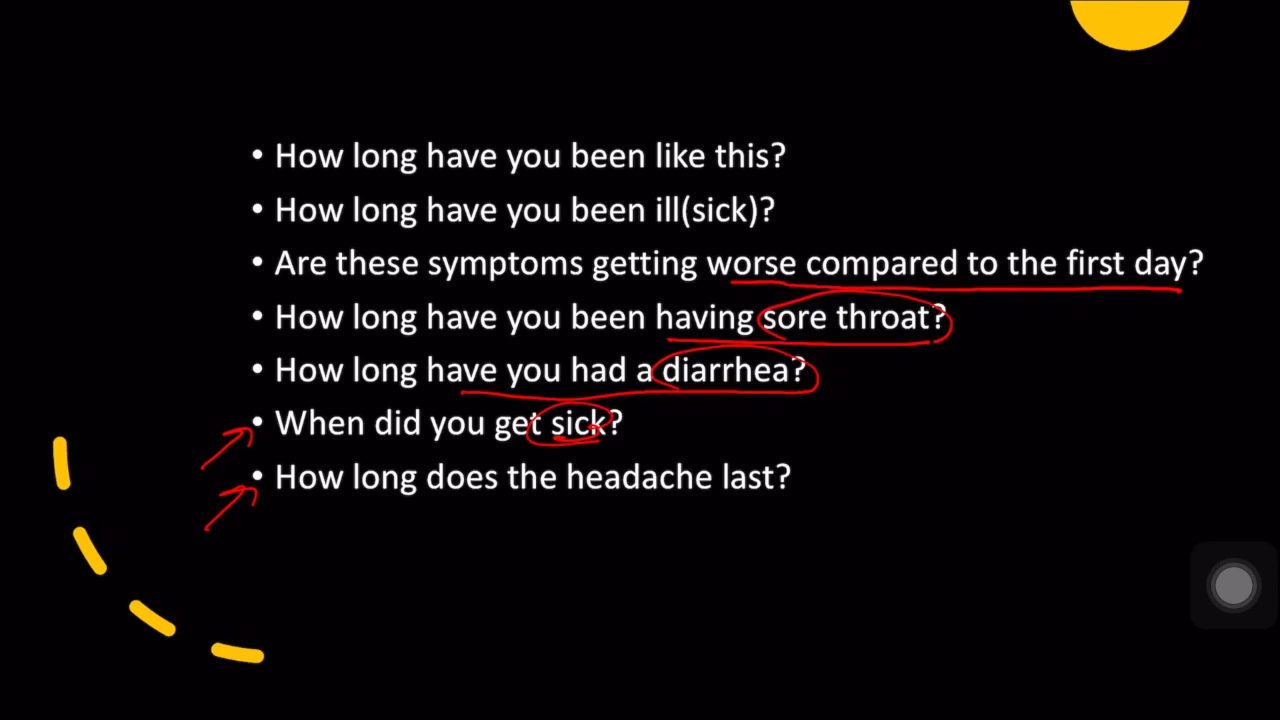 • How long have you been like this?
• How long have you been ill(sick)?
• Are these symptoms getting worse compared to the first day?
• How long have you been having sore throat?
• How long have you had a diarrhea?
• When did you get sick?
• How long does the headache last?